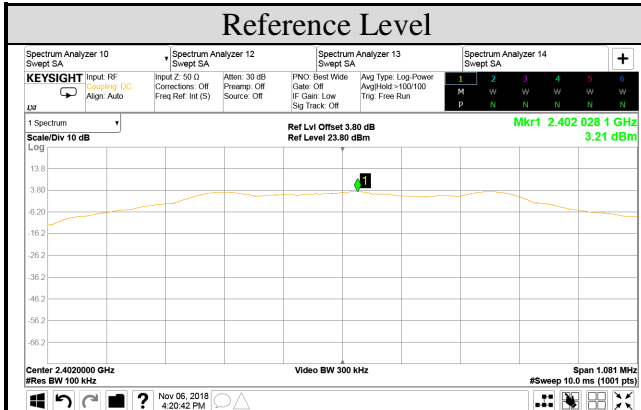 Reference Level
Spectrum Analyzer 10
Swept SA
Spectrum Analyzer 12
Swept SA
Spectrum Analyzer 13
Swept SA
Spectrum Analyzer 14
Swept SA
+
KEYSIGHT
Input: RF
Coupling: DC
Align: Auto
Input Z: 50 Ω
Corrections: Off
Freq Ref: Int (S)
Atten: 30 dB
Preamp: Off
Source: Off
PNO: Best Wide
Gate: Off
IF Gain: Low
Sig Track: Off
Avg Type: Log-Power
Avg|Hold:>100/100
Trig: Free Run
1 2 3 4 5 6
M W W W W W
P N N N N N
LXI
1 Spectrum
Scale/Div 10 dB
Ref Lvl Offset 3.80 dB
Ref Level 23.80 dBm
Mkr1 2.402 028 1 GHz
3.21 dBm
Log
13.8
3.80
-6.20
-16.2
-26.2
-36.2
-46.2
-56.2
-66.2
1
Center 2.4020000 GHz
#Res BW 100 kHz
Video BW 300 kHz
Span 1.081 MHz
#Sweep 10.0 ms (1001 pts)
?
Nov 06, 2018
4:20:42 PM